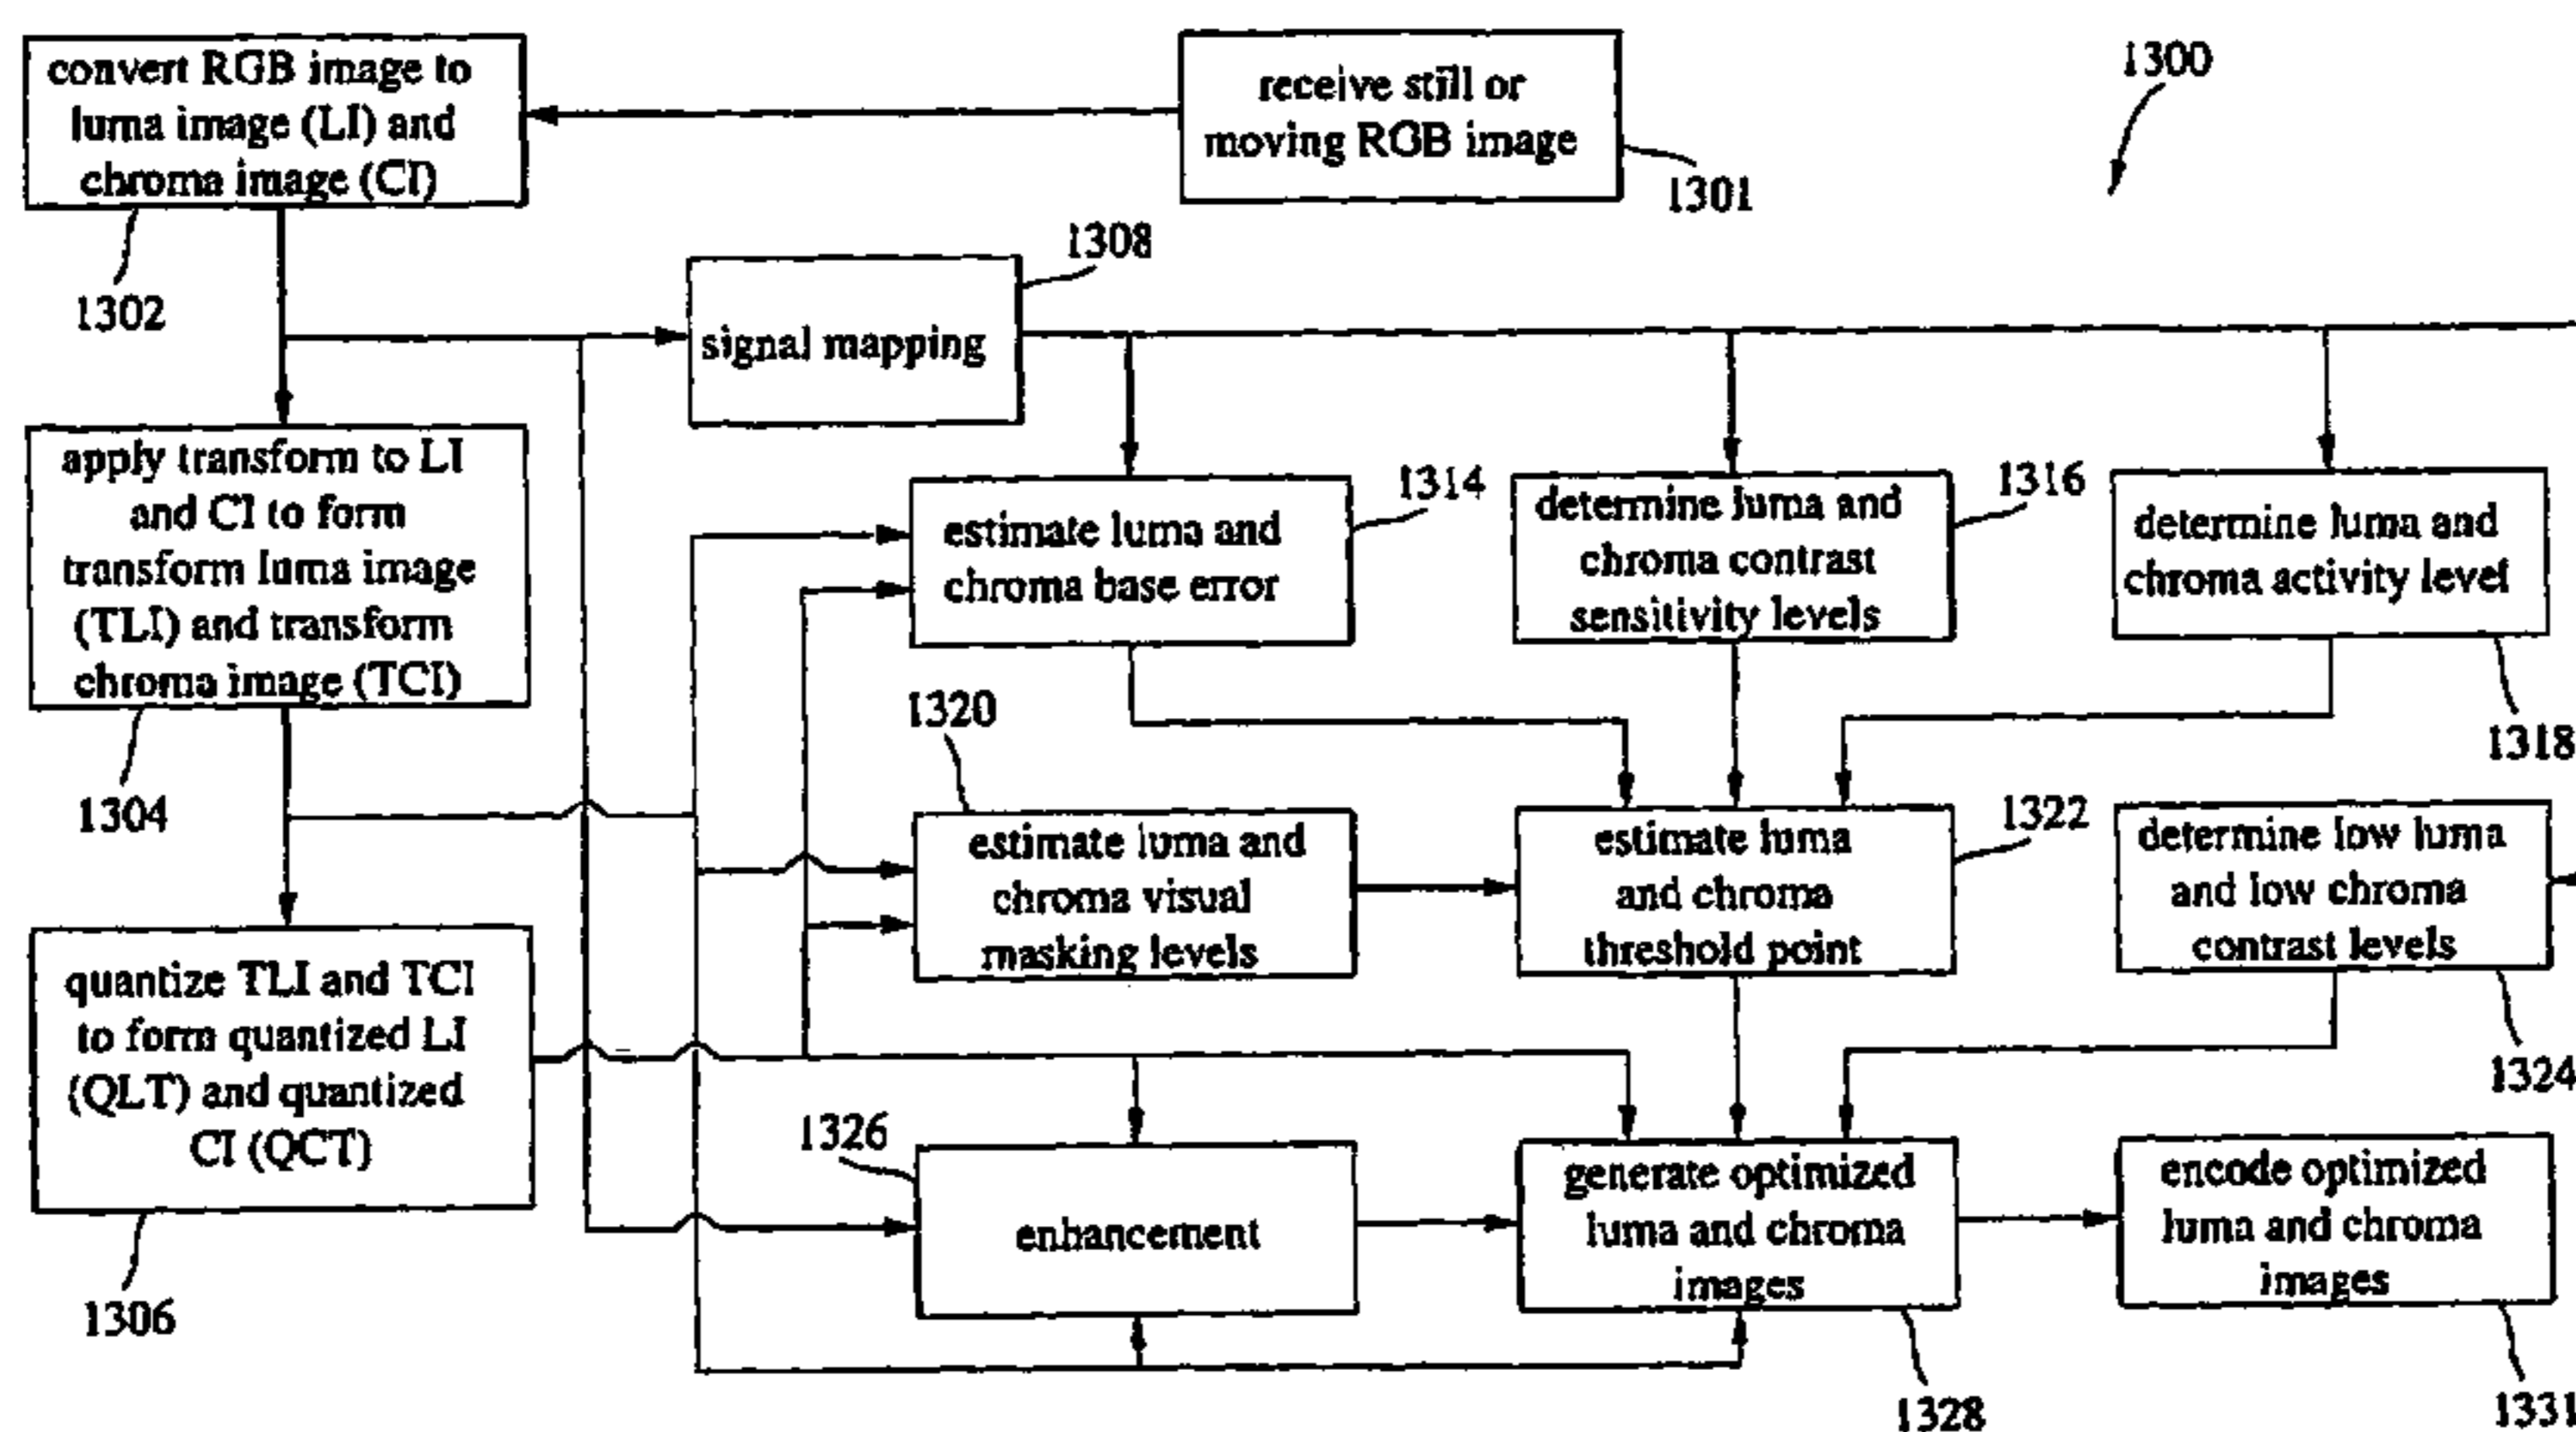 convert RGB image to
luma image (LI) and
chroma image (CI)
1302
receive still or
moving RGB image
1301
1300
1308
signal mapping
apply transform to LI
and CI to form
transform luma image
(TLI) and transform
chroma image (TCI)
1304
estimate luma and
chroma base error
1314
determine luma and
chroma contrast
sensitivity levels
1316
determine luma and
chroma activity level
1318
1320
estimate luma and
chroma visual
masking levels
estimate luma
and chroma
threshold point
1322
determine low luma
and low chroma
contrast levels
1324
quantize TLI and TCI
to form quantized LI
(QLT) and quantized
CI (QCT)
1306
1326
enhancement
generate optimized
luma and chroma
images
1328
encode optimized
luma and chroma
images
1331